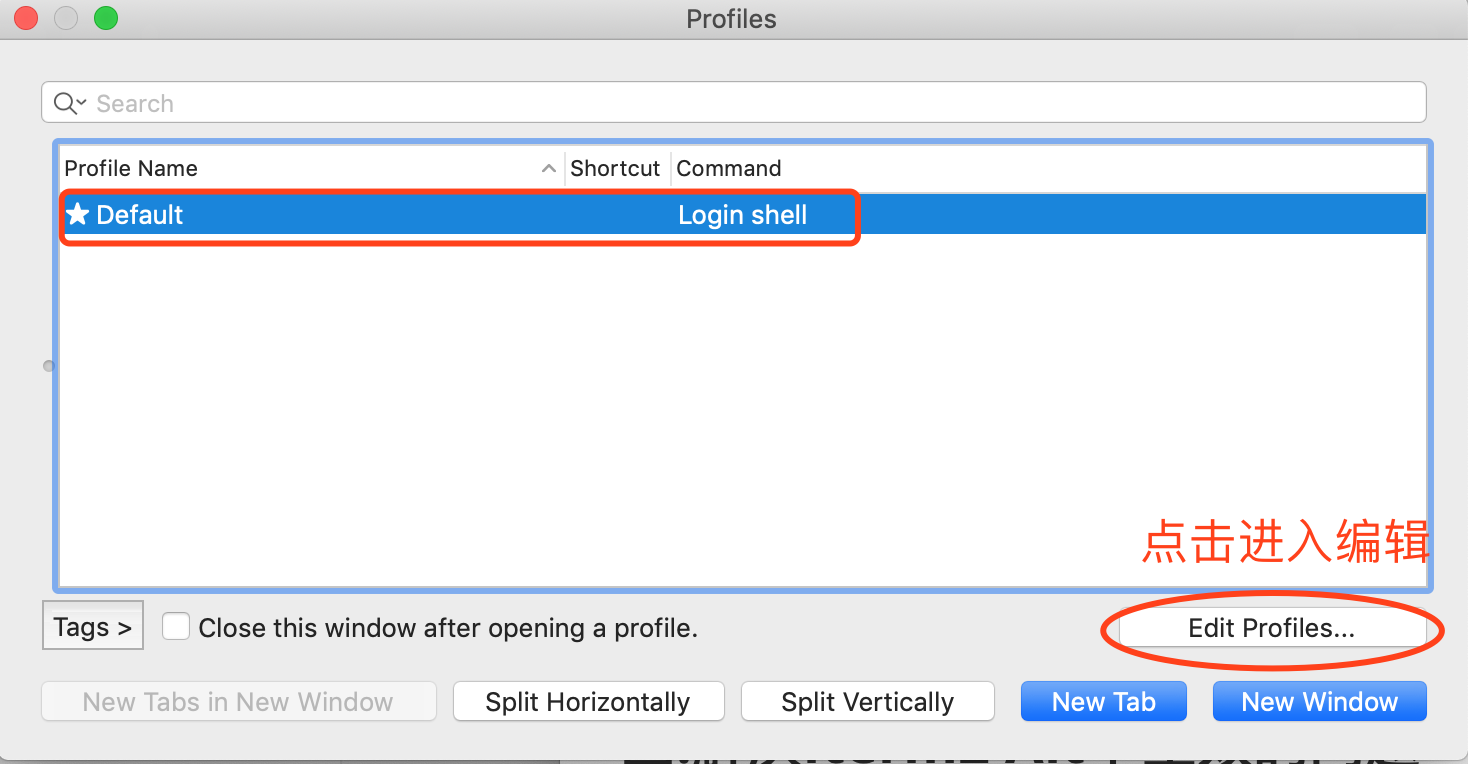 Profiles
Search
Profile Name Shortcut Command
Default Login shell
点击进入编辑
Tags > Close this window after opening a profile. Edit Profiles...
New Tabs in New Window Split Horizontally Split Vertically New Tab New Window